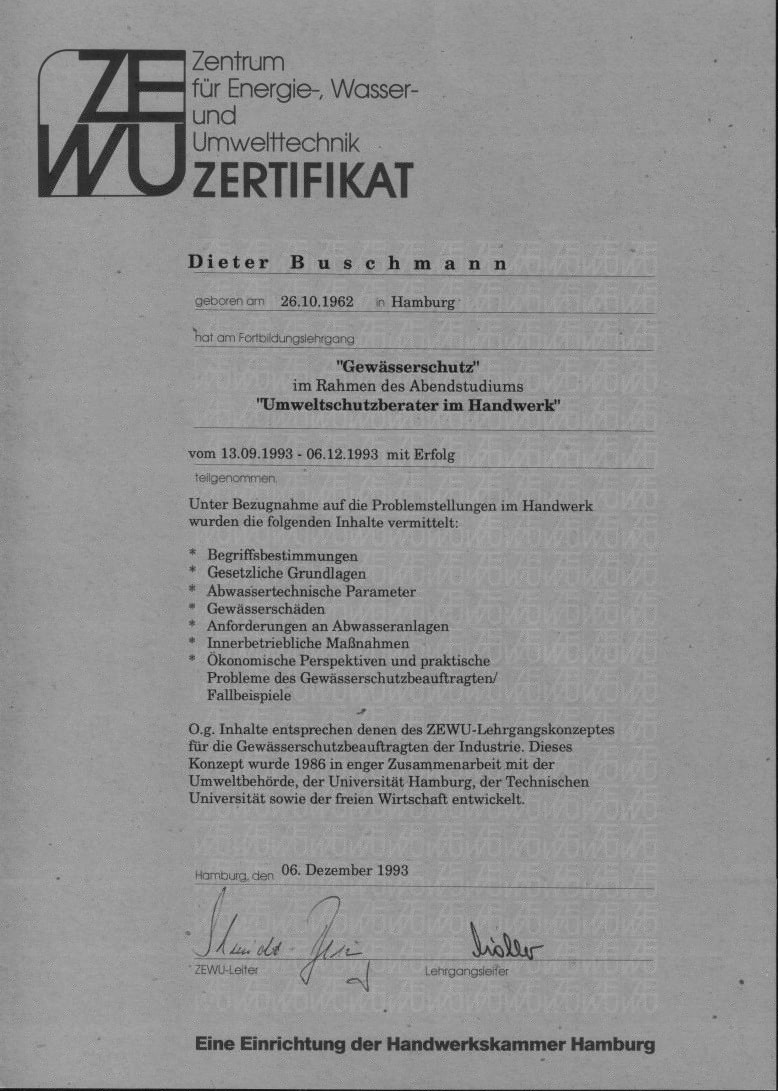 ZE
WU
Zentrum
für Energie-, Wasser-
und
Umwelttechnik
ZERTIFIKAT
Dieter Buschmann
geboren am 26.10.1962 in Hamburg
hat am Fortbildungslehrgang
"Gewässerschutz"
im Rahmen des Abendstudiums
"Umweltschutzberater im Handwerk"
vom 13.09.1993 - 06.12.1993 mit Erfolg
teilgenommen.
Unter Bezugnahme auf die Problemstellungen im Handwerk
wurden die folgenden Inhalte vermittelt:
* Begriffsbestimmungen
* Gesetzliche Grundlagen
* Abwassertechnische Parameter
* Gewässerschäden
* Anforderungen an Abwasseranlagen
* Innerbetriebliche Maßnahmen
* Ökonomische Perspektiven und praktische
Probleme des Gewässerschutzbeauftragten/
Fallbeispiele
O.g. Inhalte entsprechen denen des ZEWU-Lehrgangskonzeptes
für die Gewässerschutzbeauftragten der Industrie. Dieses
Konzept wurde 1986 in enger Zusammenarbeit mit der
Umweltbehörde, der Universität Hamburg, der Technischen
Universität sowie der freien Wirtschaft entwickelt.
Hamburg, den 06. Dezember 1993
ZEWU-Leiter Lehrgangsleiter
Eine Einrichtung der Handwerkskammer Hamburg